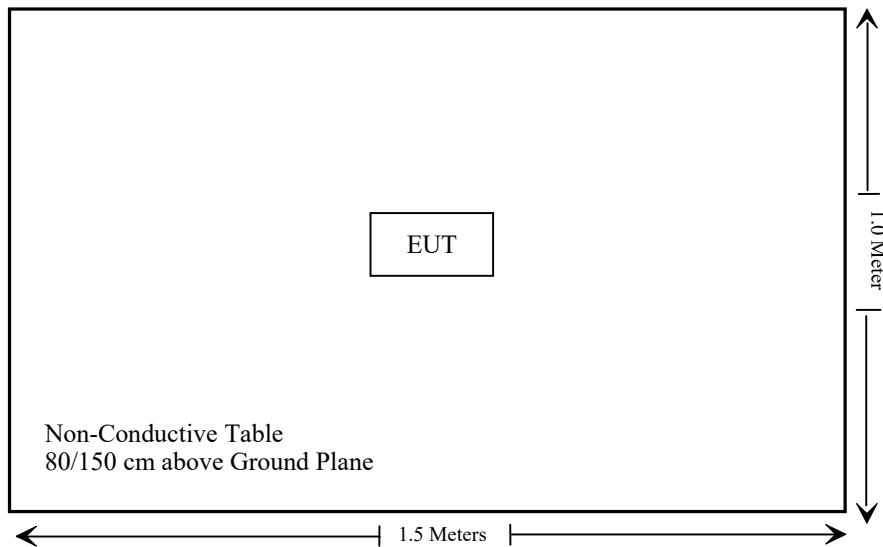 EUT
1.0 Meter
Non-Conductive Table
80/150 cm above Ground Plane
1.5 Meters